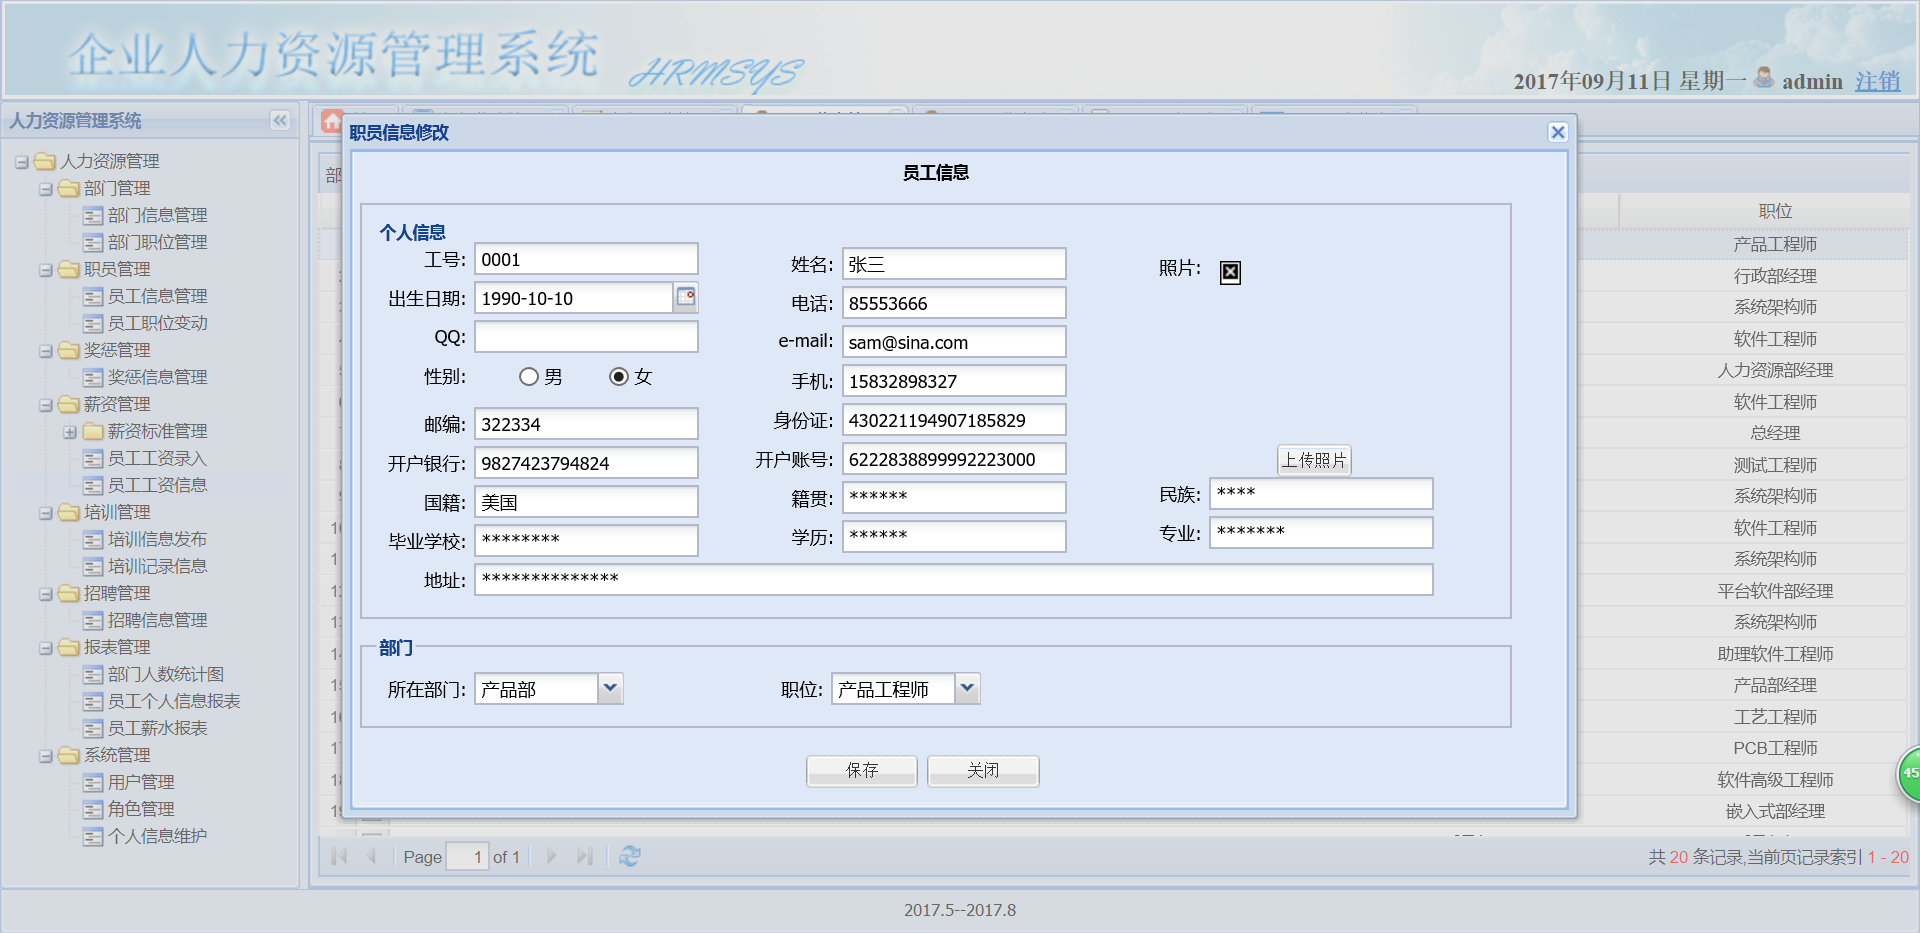 企业人力资源管理系统 HRMSYS
2017年09月11日 星期一 admin 注销
人力资源管理系统
人力资源管理
部门管理
部门信息管理
部门职位管理
职员管理
员工信息管理
员工职位变动
奖惩管理
奖惩信息管理
薪资管理
薪资标准管理
员工工资录入
员工工资信息
培训管理
培训信息发布
培训记录信息
招聘管理
招聘信息管理
报表管理
部门人数统计图
员工个人信息报表
员工薪水报表
系统管理
用户管理
角色管理
个人信息维护
职员信息修改
员工信息
个人信息
工号: 0001
姓名: 张三
照片:
出生日期: 1990-10-10
电话: 85553666
QQ:
e-mail: sam@sina.com
性别: 男 女
手机: 15832898327
邮编: 322334
身份证: 430221194907185829
开户银行: 9827423794824
开户账号: 6222838899992223000
上传照片
国籍: 美国
籍贯: ******
民族: ****
毕业学校: ********
学历: ******
专业: *******
地址: **************
部门
所在部门: 产品部
职位: 产品工程师
保存 关闭
部
职位
产品工程师
行政部经理
系统架构师
软件工程师
人力资源部经理
软件工程师
总经理
测试工程师
系统架构师
软件工程师
系统架构师
平台软件部经理
系统架构师
助理软件工程师
产品部经理
工艺工程师
PCB工程师
软件高级工程师
嵌入式部经理
Page 1 of 1
共 20 条记录,当前页记录索引 1 - 20
45
2017.5--2017.8